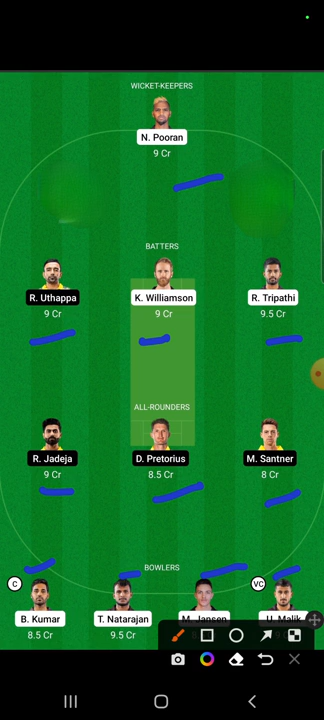 WICKET-KEEPERS
N. Pooran
9 Cr
BATTERS
R. Uthappa K. Williamson R. Tripathi
9 Cr 9 Cr 9.5 Cr
ALL-ROUNDERS
R. Jadeja D. Pretorius M. Santner
9 Cr 8.5 Cr 8 Cr
BOWLERS
C VC
B. Kumar T. Natarajan M. Jansen U. Malik
8.5 Cr 9.5 Cr